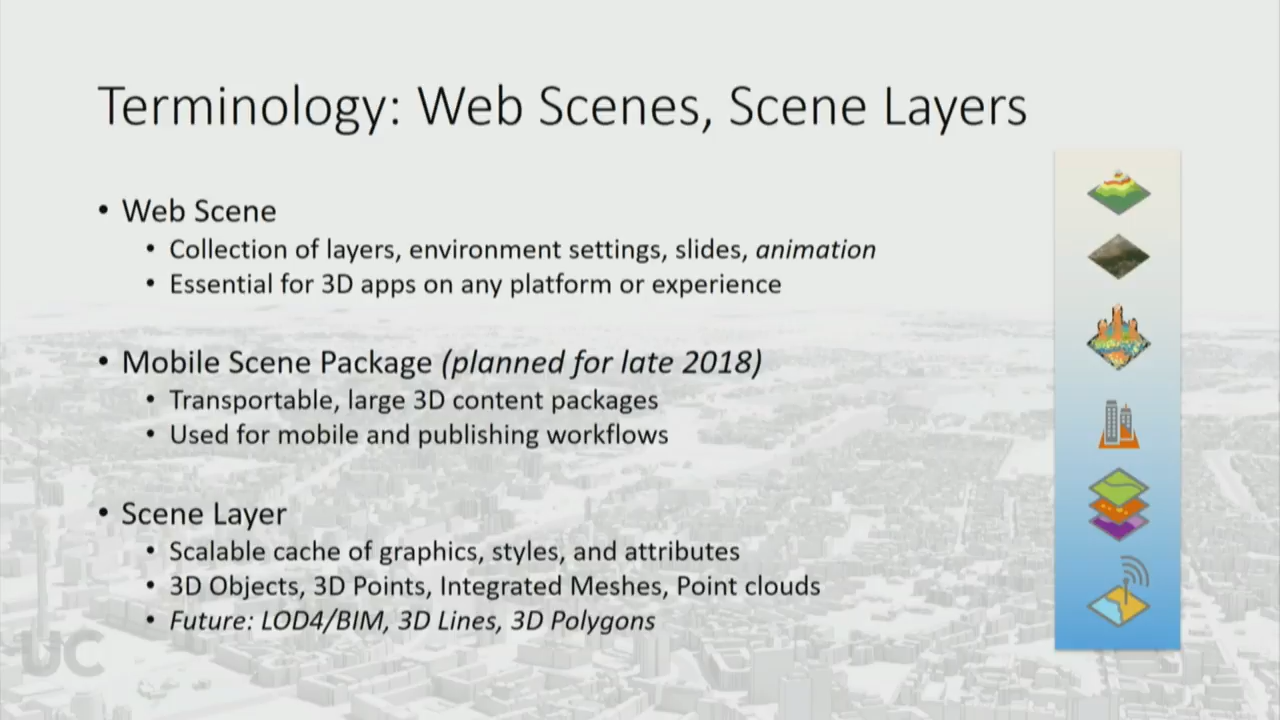 Terminology: Web Scenes, Scene Layers
• Web Scene
• Collection of layers, environment settings, slides, animation
• Essential for 3D apps on any platform or experience
• Mobile Scene Package (planned for late 2018)
• Transportable, large 3D content packages
• Used for mobile and publishing workflows
• Scene Layer
• Scalable cache of graphics, styles, and attributes
• 3D Objects, 3D Points, Integrated Meshes, Point clouds
• Future: LOD4/BIM, 3D Lines, 3D Polygons
UC